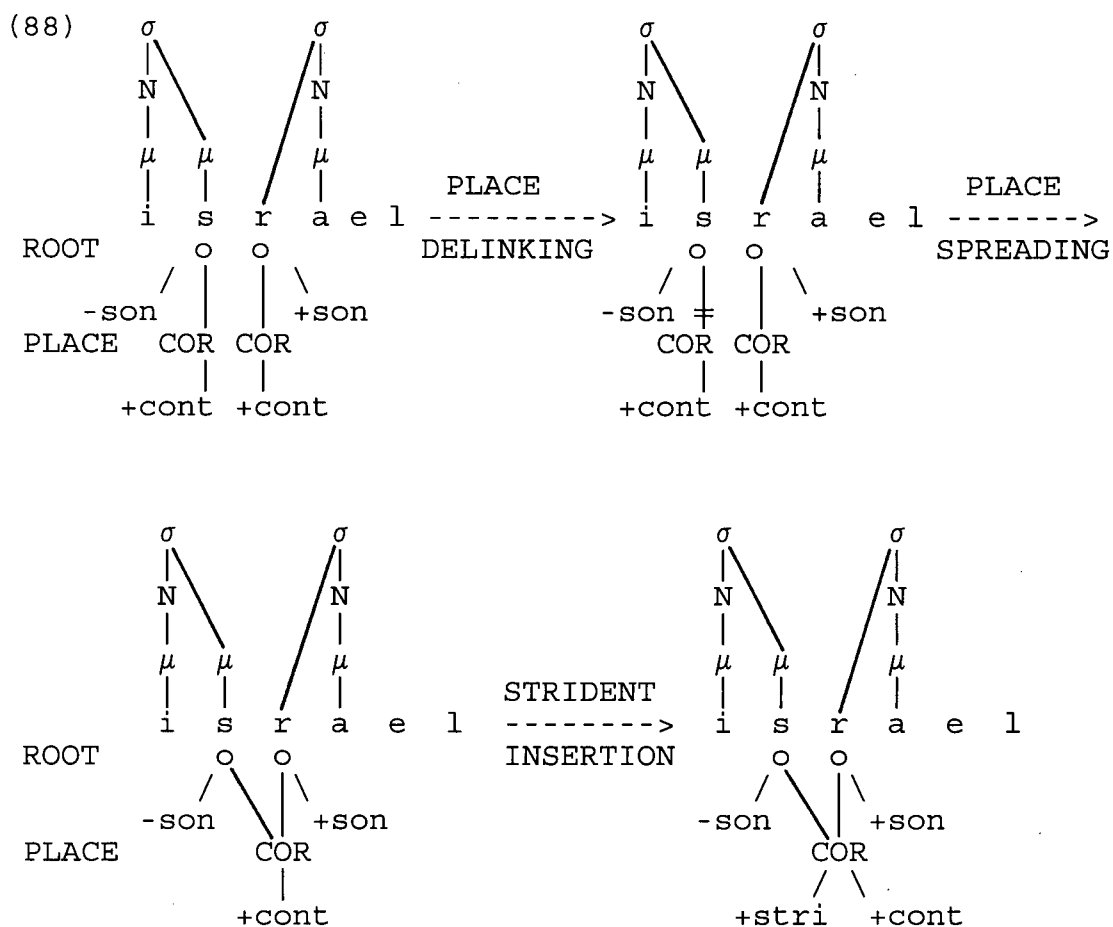 (88) σ σ σ σ
N N N N
μ μ μ μ μ μ
PLACE PLACE
i s r a e l --------> i s r a e l ------->
ROOT o o DELINKING o o SPREADING
-son +son -son = +son
PLACE COR COR COR COR
+cont +cont +cont +cont
σ σ σ σ
N N N N
μ μ μ μ μ μ
STRIDENT
i s r a e l --------> i s r a e l
ROOT o o INSERTION o o
-son +son -son +son
PLACE COR COR
+cont +stri +cont